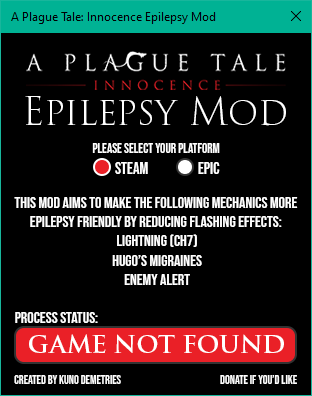 A Plague Tale: Innocence Epilepsy Mod
A PLAGUE TALE
INNOCENCE
EPILEPSY MOD
PLEASE SELECT YOUR PLATFORM
STEAM EPIC
THIS MOD AIMS TO MAKE THE FOLLOWING MECHANICS MORE
EPILEPSY FRIENDLY BY REDUCING FLASHING EFFECTS:
LIGHTNING (CH7)
HUGO'S MIGRAINES
ENEMY ALERT
PROCESS STATUS:
GAME NOT FOUND
CREATED BY KUNO DEMETRIES DONATE IF YOU'D LIKE